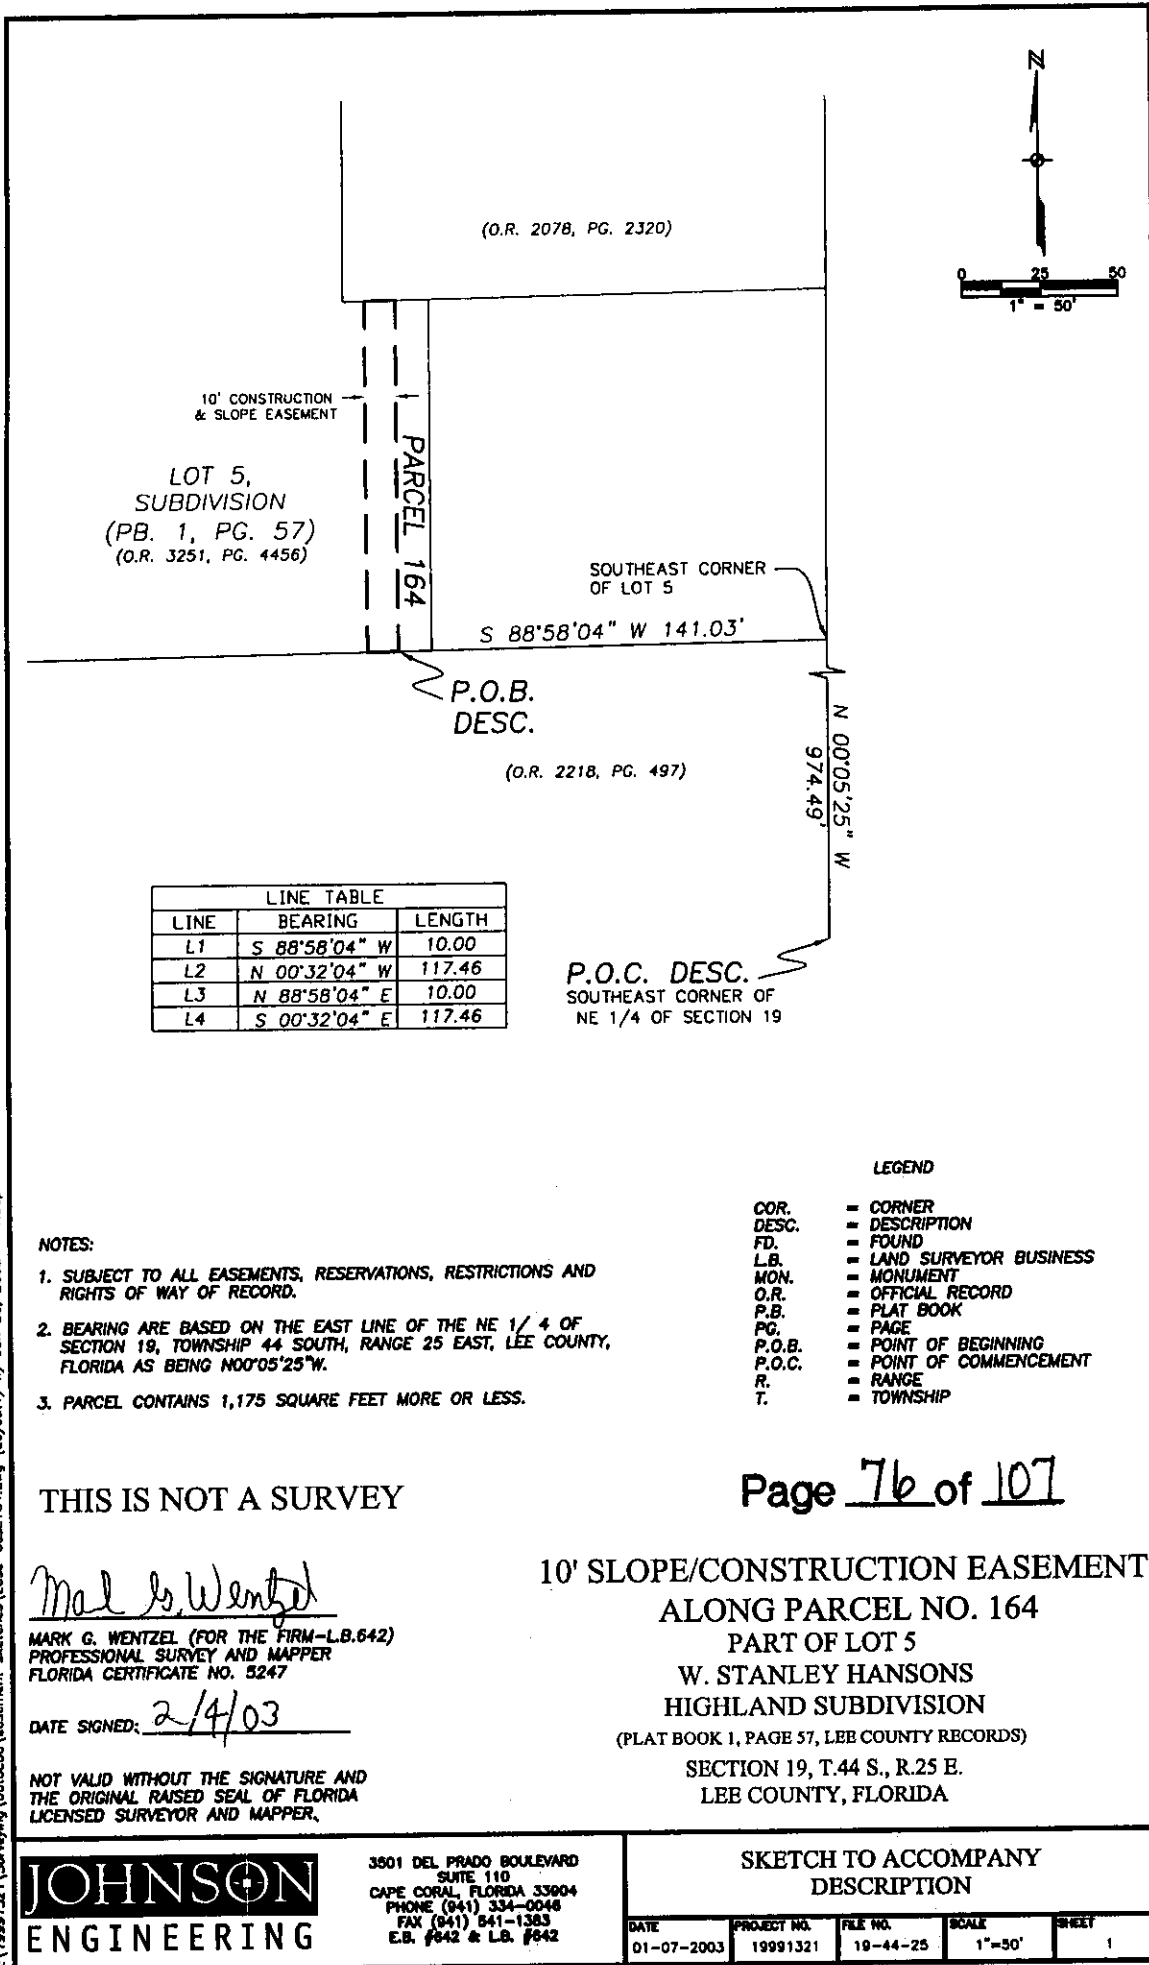 N
0 25 50
1" = 50'
(O.R. 2078, PG. 2320)
10' CONSTRUCTION
& SLOPE EASEMENT
PARCEL 164
LOT 5,
SUBDIVISION
(PB. 1, PG. 57)
(O.R. 3251, PG. 4456)
SOUTHEAST CORNER
OF LOT 5
S 88°58'04" W 141.03'
P.O.B.
DESC.
N 00°05'25" W
974.49'
(O.R. 2218, PG. 497)
LINE TABLE
LINE BEARING LENGTH
L1 S 88°58'04" W 10.00
L2 N 00°32'04" W 117.46
L3 N 88°58'04" E 10.00
L4 S 00°32'04" E 117.46
P.O.C. DESC.
SOUTHEAST CORNER OF
NE 1/4 OF SECTION 19
LEGEND
COR. = CORNER
DESC. = DESCRIPTION
FD. = FOUND
L.B. = LAND SURVEYOR BUSINESS
MON. = MONUMENT
O.R. = OFFICIAL RECORD
P.B. = PLAT BOOK
PG. = PAGE
P.O.B. = POINT OF BEGINNING
P.O.C. = POINT OF COMMENCEMENT
R. = RANGE
T. = TOWNSHIP
NOTES:
1. SUBJECT TO ALL EASEMENTS, RESERVATIONS, RESTRICTIONS AND
RIGHTS OF WAY OF RECORD.
2. BEARING ARE BASED ON THE EAST LINE OF THE NE 1/ 4 OF
SECTION 19, TOWNSHIP 44 SOUTH, RANGE 25 EAST, LEE COUNTY,
FLORIDA AS BEING N00°05'25"W.
3. PARCEL CONTAINS 1,175 SQUARE FEET MORE OR LESS.
THIS IS NOT A SURVEY
Page 76 of 107
Mark G. Wentzel
MARK G. WENTZEL (FOR THE FIRM-L.B.642)
PROFESSIONAL SURVEY AND MAPPER
FLORIDA CERTIFICATE NO. 5247
DATE SIGNED: 2/4/03
NOT VALID WITHOUT THE SIGNATURE AND
THE ORIGINAL RAISED SEAL OF FLORIDA
LICENSED SURVEYOR AND MAPPER.
10' SLOPE/CONSTRUCTION EASEMENT
ALONG PARCEL NO. 164
PART OF LOT 5
W. STANLEY HANSONS
HIGHLAND SUBDIVISION
(PLAT BOOK 1, PAGE 57, LEE COUNTY RECORDS)
SECTION 19, T.44 S., R.25 E.
LEE COUNTY, FLORIDA
JOHNSON
ENGINEERING
3501 DEL PRADO BOULEVARD
SUITE 110
CAPE CORAL, FLORIDA 33904
PHONE (941) 334-0046
FAX (941) 541-1383
E.B. #642 & L.B. #642
SKETCH TO ACCOMPANY
DESCRIPTION
DATE PROJECT NO. FILE NO. SCALE SHEET
01-07-2003 19991321 19-44-25 1"=50' 1